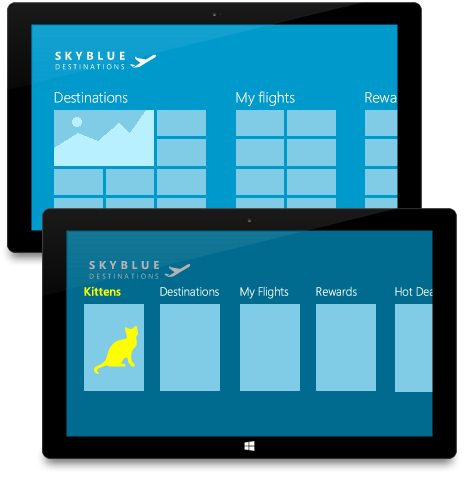 SKYBLUE
DESTINATIONS
Destinations
My flights
Rewa
SKYBLUE
DESTINATIONS
Kittens
Destinations
My Flights
Rewards
Hot Dea